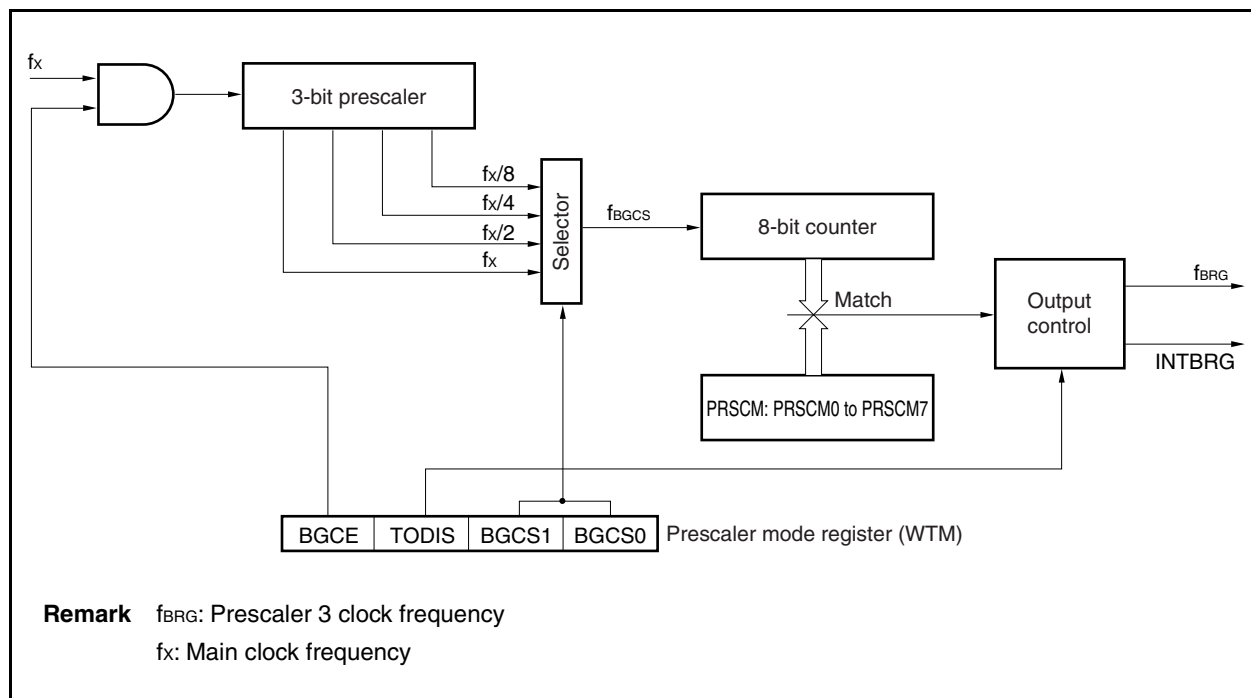 fx
3-bit prescaler
fx/8
fx/4
fx/2
fx
Selector
fBGCS
8-bit counter
Match
PRSCM: PRSCM0 to PRSCM7
Output
control
fBRG
INTBRG
BGCE TODIS BGCS1 BGCS0 Prescaler mode register (WTM)
Remark fBRG: Prescaler 3 clock frequency
fx: Main clock frequency